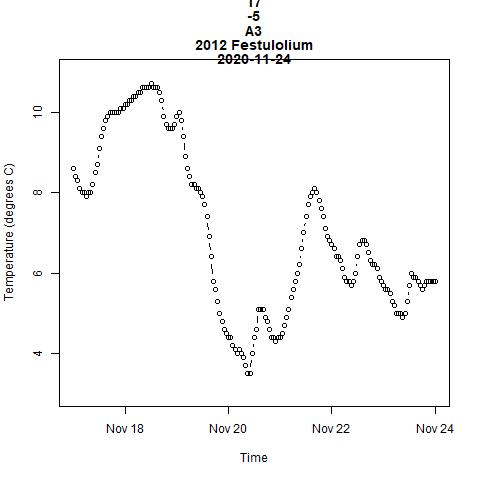 17
-5
A3
2012 Festulolium
2020-11-24
Temperature (degrees C)
10
8
6
4
Nov 18 Nov 20 Nov 22 Nov 24
Time